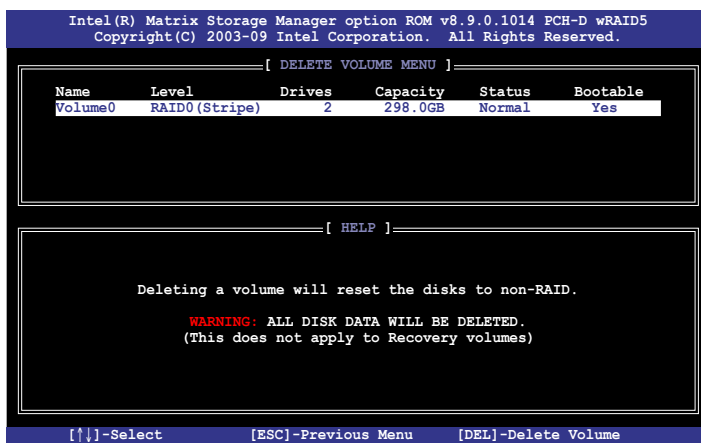 Intel(R) Matrix Storage Manager option ROM v8.9.0.1014 PCH-D wRAID5
Copyright(C) 2003-09 Intel Corporation. All Rights Reserved.
[ DELETE VOLUME MENU ]
Name Level Drives Capacity Status Bootable
Volume0 RAID0(Stripe) 2 298.0GB Normal Yes
[ HELP ]
Deleting a volume will reset the disks to non-RAID.
WARNING: ALL DISK DATA WILL BE DELETED.
(This does not apply to Recovery volumes)
[↑↓]-Select [ESC]-Previous Menu [DEL]-Delete Volume